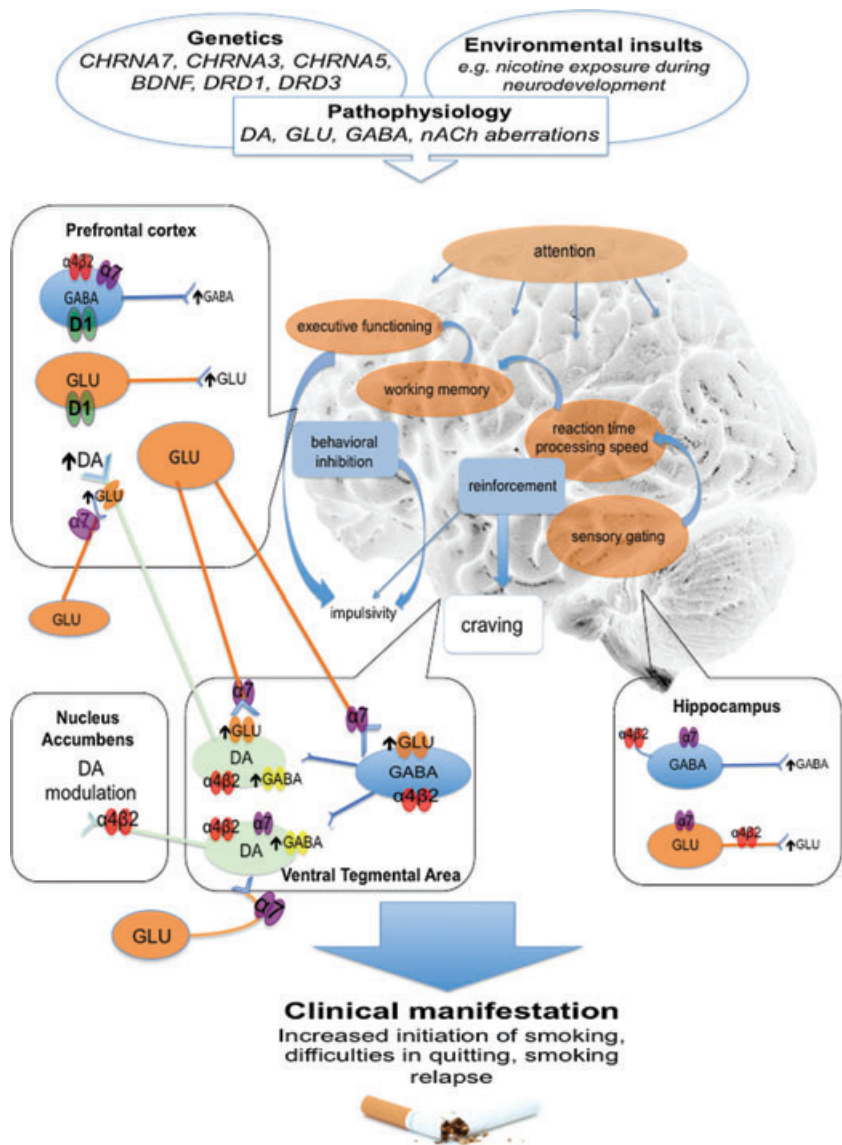 Genetics
CHRNA7, CHRNA3, CHRNA5,
BDNF, DRD1, DRD3
Environmental insults
e.g. nicotine exposure during
neurodevelopment
Pathophysiology
DA, GLU, GABA, nACh aberrations
Prefrontal cortex
α4β2
α7
GABA
D1
↑GABA
GLU
D1
↑GLU
↑DA
↑GLU
α7
GLU
GLU
attention
executive functioning
working memory
behavioral
inhibition
reaction time
processing speed
reinforcement
sensory gating
impulsivity
craving
Nucleus
Accumbens
DA
modulation
α4β2
α7
↑GLU
DA
α4β2
↑GABA
α7
↑GLU
GABA
α4β2
α4β2
α7
↑GABA
DA
Ventral Tegmental Area
α7
GLU
Hippocampus
α4β2
α7
GABA
↑GABA
α7
GLU
α4β2
↑GLU
Clinical manifestation
Increased initiation of smoking,
difficulties in quitting, smoking
relapse